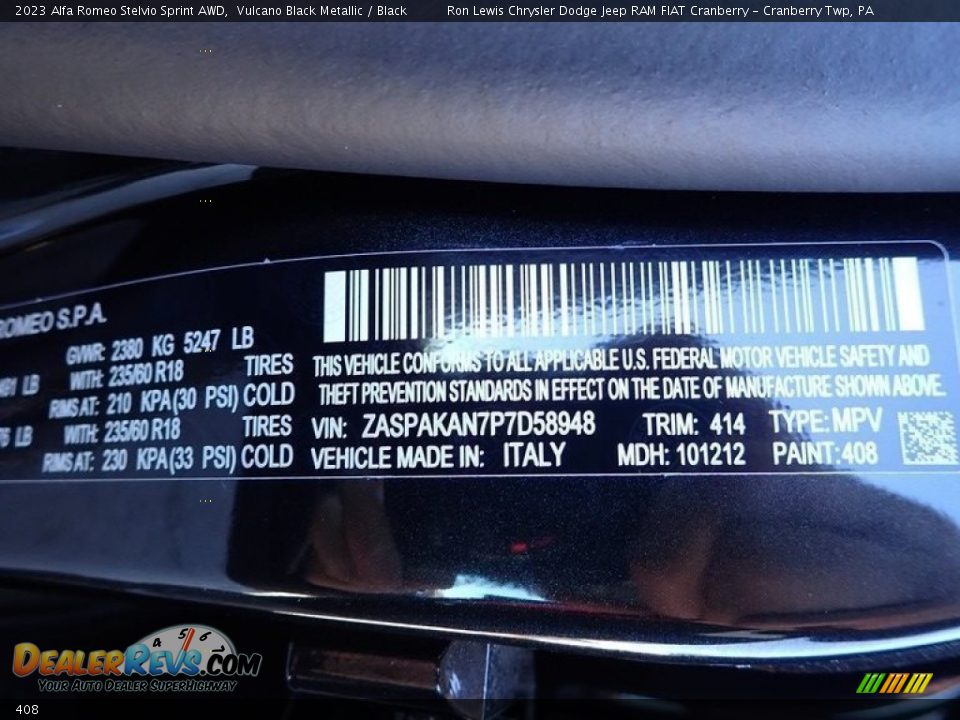 2023 Alfa Romeo Stelvio Sprint AWD, Vulcano Black Metallic / Black Ron Lewis Chrysler Dodge Jeep RAM FIAT Cranberry - Cranberry Twp, PA
ROMEO S.P.A.
GVWR: 2380 KG 5247 LB
LB WITH: 235/60 R18 TIRES
RIMS AT: 210 KPA(30 PSI) COLD
LB WITH: 235/60 R18 TIRES
RIMS AT: 230 KPA(33 PSI) COLD
THIS VEHICLE CONFORMS TO ALL APPLICABLE U.S. FEDERAL MOTOR VEHICLE SAFETY AND
THEFT PREVENTION STANDARDS IN EFFECT ON THE DATE OF MANUFACTURE SHOWN ABOVE.
VIN: ZASPAKAN7P7D58948 TRIM: 414 TYPE: MPV
VEHICLE MADE IN: ITALY MDH: 101212 PAINT: 408
4 5 6
DEALERREVS.COM
YOUR AUTO DEALER SUPERHIGHWAY
408